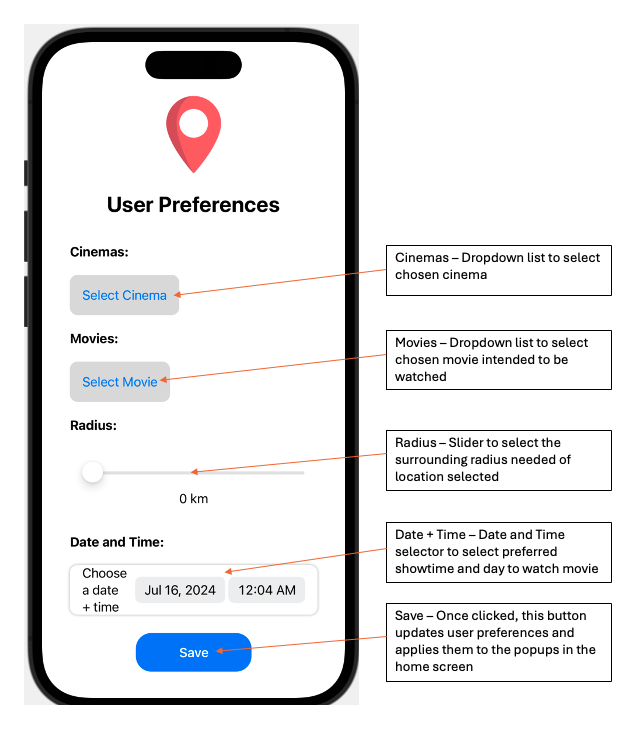 User Preferences
Cinemas:
Select Cinema
Movies:
Select Movie
Radius:
0 km
Date and Time:
Choose
a date
+ time
Jul 16, 2024
12:04 AM
Save
Cinemas – Dropdown list to select
chosen cinema
Movies – Dropdown list to select
chosen movie intended to be
watched
Radius – Slider to select the
surrounding radius needed of
location selected
Date + Time – Date and Time
selector to select preferred
showtime and day to watch movie
Save – Once clicked, this button
updates user preferences and
applies them to the popups in the
home screen